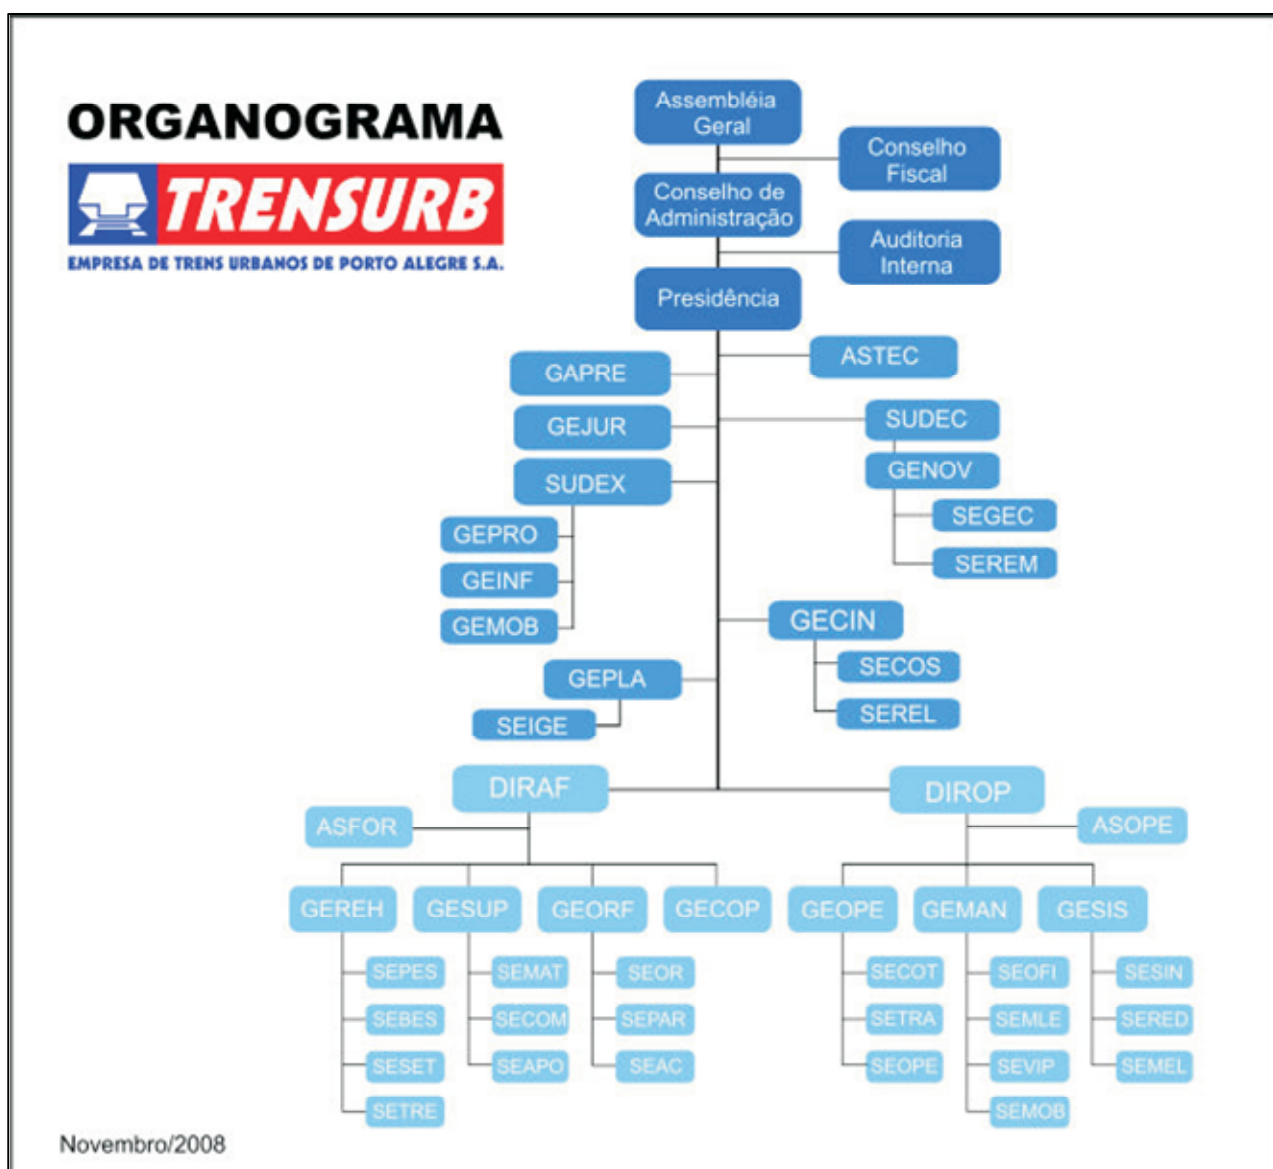 ORGANOGRAMA
TRENSURB
EMPRESA DE TRENS URBANOS DE PORTO ALEGRE S.A.
Assembléia
Geral
Conselho
Fiscal
Conselho de
Administração
Auditoria
Interna
Presidência
ASTEC
GAPRE
GEJUR
SUDEC
SUDEX
GENOV
SEGEC
GEPRO
SEREM
GEINF
GEMOB
GECIN
SECOS
GEPLA
SEREL
SEIGE
DIRAF
DIROP
ASFOR
ASOPE
GEREH
GESUP
GEORF
GECOP
GEOPE
GEMAN
GESIS
SEPES
SEMAT
SEOR
SECOT
SEOFI
SESIN
SEBES
SECOM
SEPAR
SETRA
SEMLE
SERED
SESET
SEAPO
SEAC
SEOPE
SEVIP
SEMEL
SETRE
SEMOB
Novembro/2008